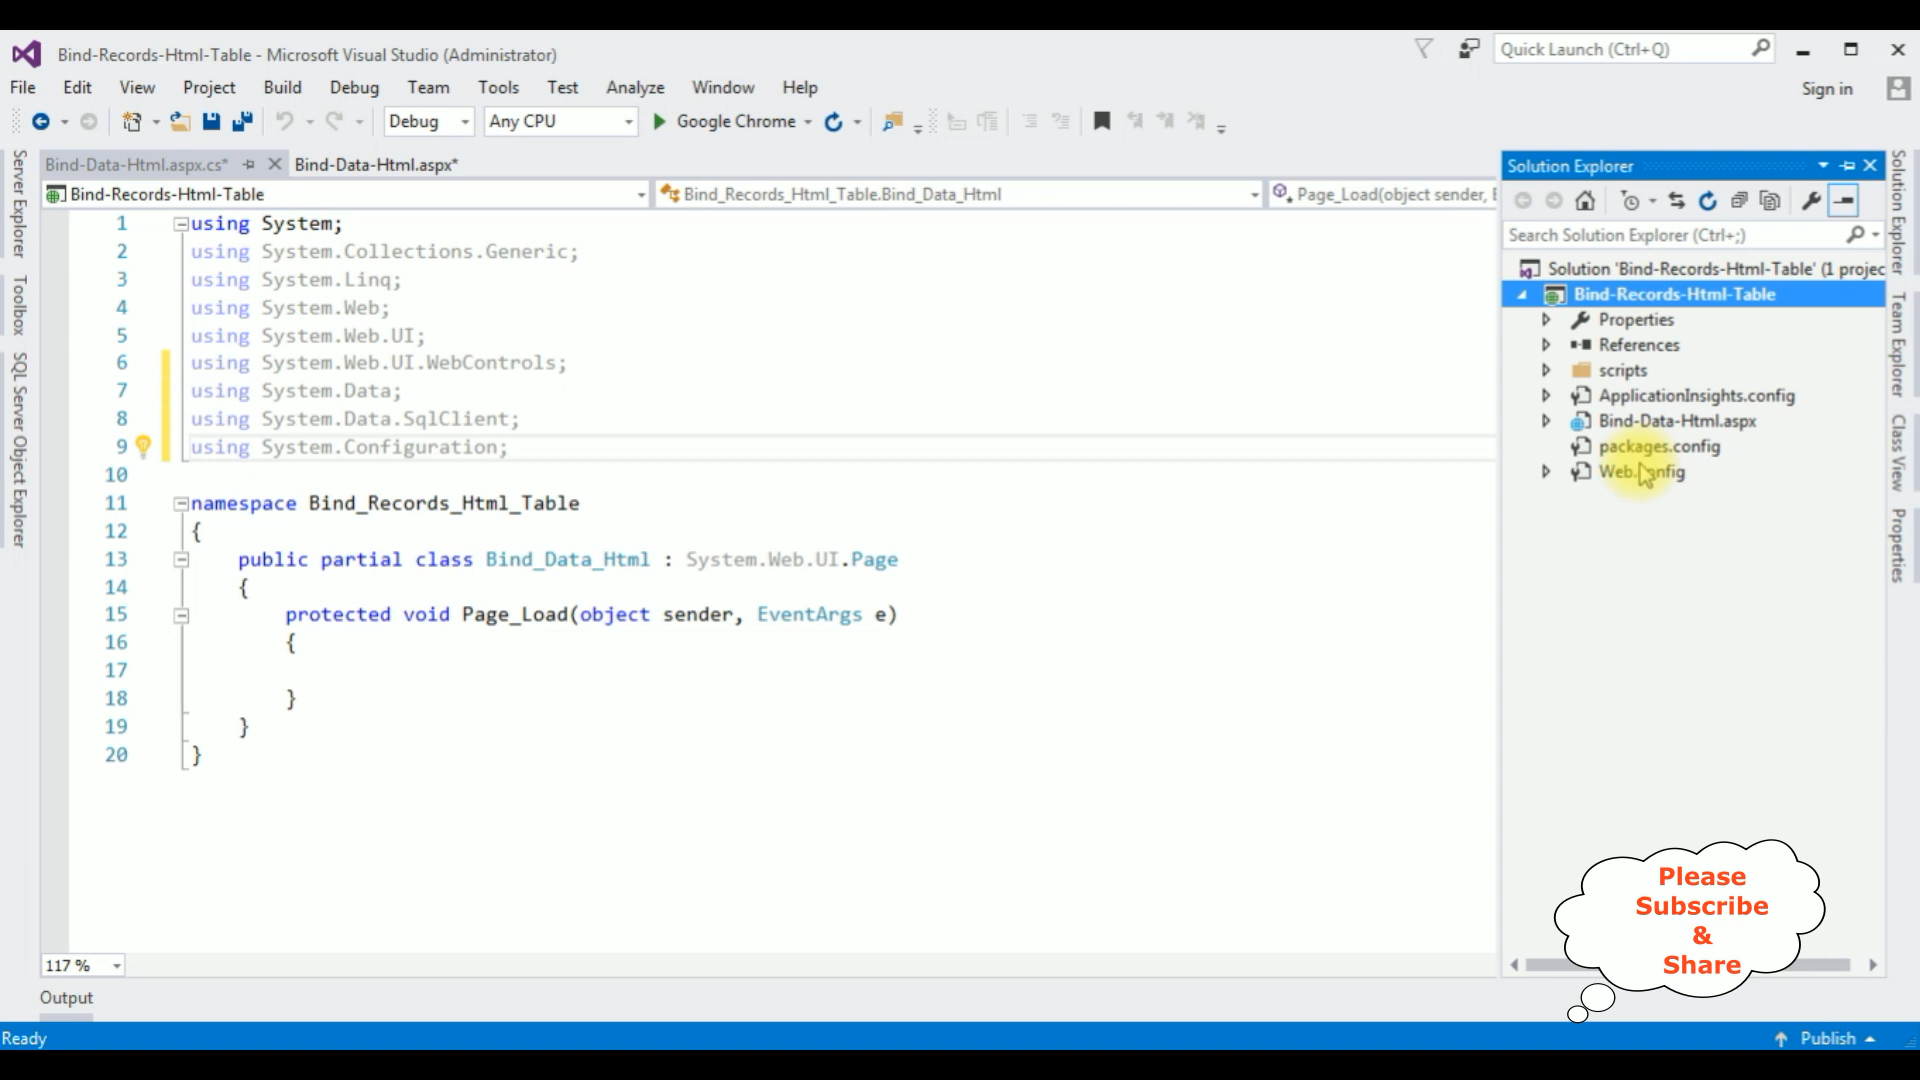 Bind-Records-Html-Table - Microsoft Visual Studio (Administrator)
Quick Launch (Ctrl+Q)
File Edit View Project Build Debug Team Tools Test Analyze Window Help
Sign in
Debug Any CPU Google Chrome
Server Explorer
Toolbox
SQL Server Object Explorer
Bind-Data-Html.aspx.cs* Bind-Data-Html.aspx*
Bind-Records-Html-Table Bind_Records_Html_Table.Bind_Data_Html Page_Load(object sender, E
1 using System;
2 using System.Collections.Generic;
3 using System.Linq;
4 using System.Web;
5 using System.Web.UI;
6 using System.Web.UI.WebControls;
7 using System.Data;
8 using System.Data.SqlClient;
9 using System.Configuration;
10
11 namespace Bind_Records_Html_Table
12 {
13 public partial class Bind_Data_Html : System.Web.UI.Page
14 {
15 protected void Page_Load(object sender, EventArgs e)
16 {
17
18 }
19 }
20 }
117 %
Output
Ready
Solution Explorer
Search Solution Explorer (Ctrl+;)
Solution 'Bind-Records-Html-Table' (1 projec
Bind-Records-Html-Table
Properties
References
scripts
ApplicationInsights.config
Bind-Data-Html.aspx
packages.config
Web.config
Solution Explorer
Team Explorer
Class View
Properties
Please
Subscribe
&
Share
Publish